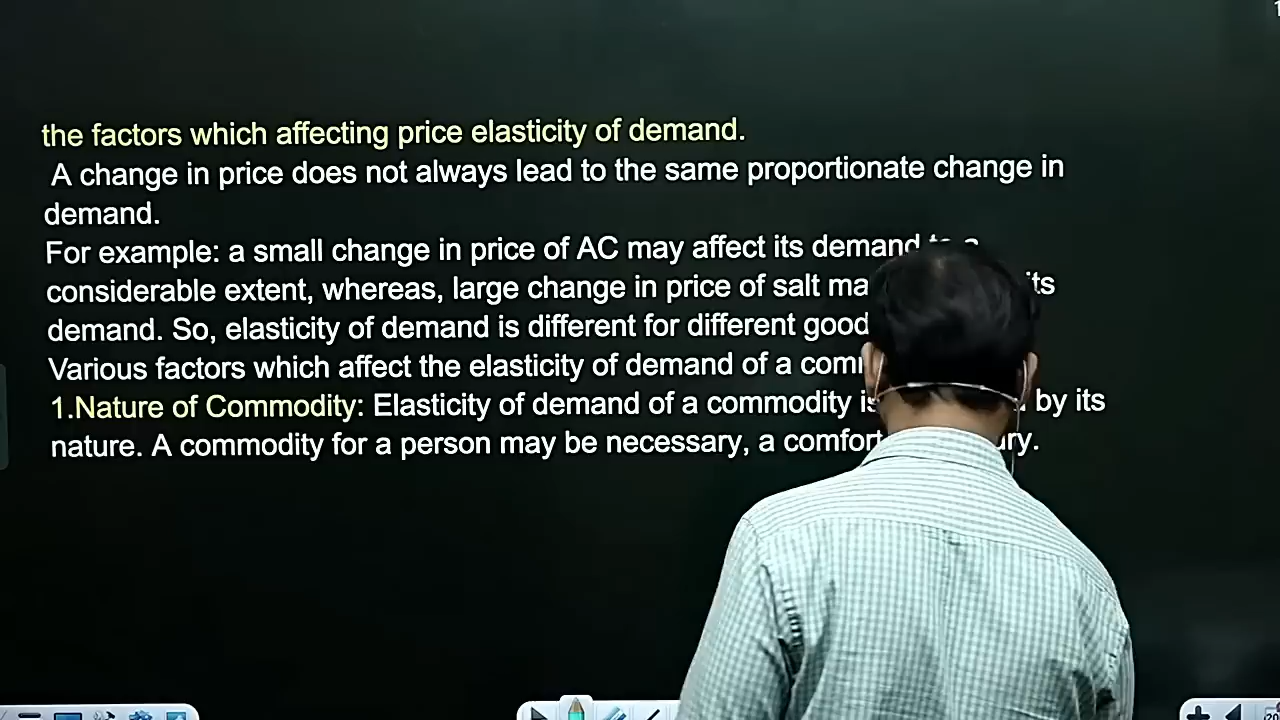 the factors which affecting price elasticity of demand.
A change in price does not always lead to the same proportionate change in
demand.
For example: a small change in price of AC may affect its demand to a
considerable extent, whereas, large change in price of salt its
demand. So, elasticity of demand is different for different
Various factors which affect the elasticity of demand of a
1.Nature of Commodity: Elasticity of demand of a commodity is by its
nature. A commodity for a person may be necessary, a